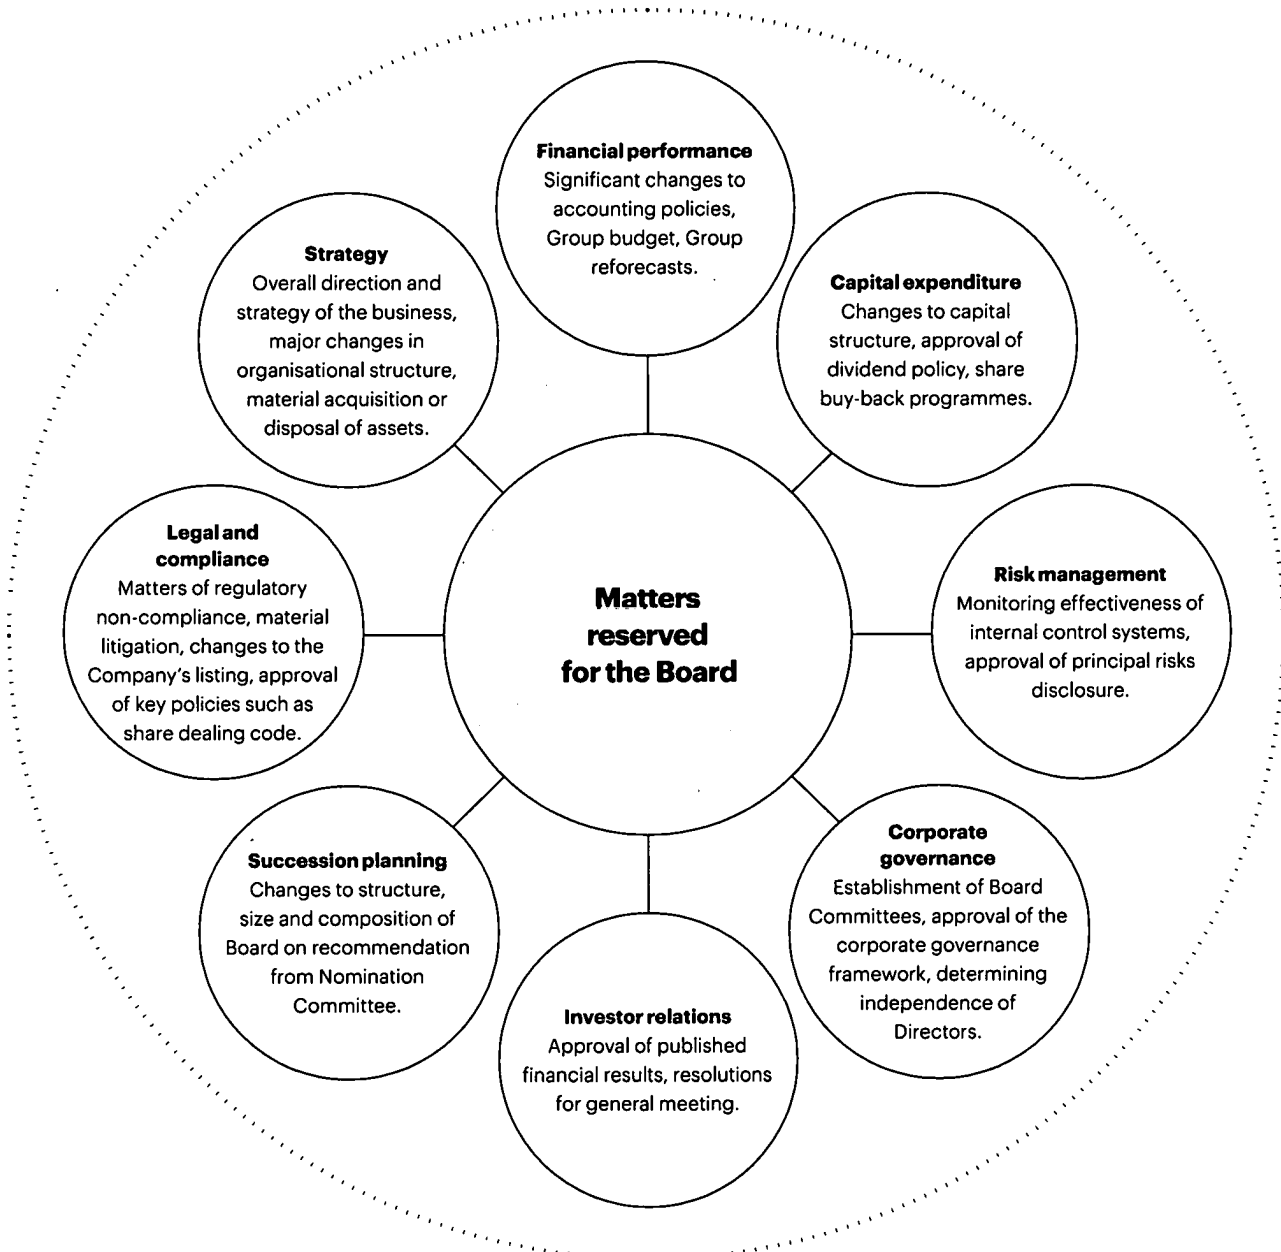 Financial performance
Significant changes to
accounting policies,
Group budget, Group
reforecasts.
Strategy
Overall direction and
strategy of the business,
major changes in
organisational structure,
material acquisition or
disposal of assets.
Capital expenditure
Changes to capital
structure, approval of
dividend policy, share
buy-back programmes.
Legal and
compliance
Matters of regulatory
non-compliance, material
litigation, changes to the
Company's listing, approval
of key policies such as
share dealing code.
Matters
reserved
for the Board
Risk management
Monitoring effectiveness of
internal control systems,
approval of principal risks
disclosure.
Succession planning
Changes to structure,
size and composition of
Board on recommendation
from Nomination
Committee.
Corporate
governance
Establishment of Board
Committees, approval of the
corporate governance
framework, determining
independence of
Directors.
Investor relations
Approval of published
financial results, resolutions
for general meeting.